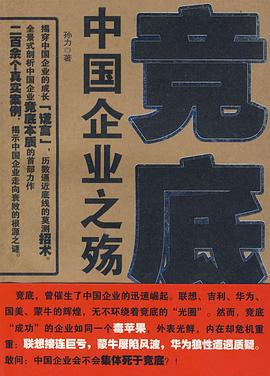 竞底
中国企业之殇
孙力 著
揭穿中国企业的成长「谎言」，历数逼近底线的莫测招术。
全景式剖析中国企业竞底本质的首部力作
二百余个真实案例，揭示中国企业走向衰败的根源之谜。
竞底，曾催生了中国企业的迅速崛起。联想、吉利、华为、
国美、蒙牛的辉煌，无不环绕着竞底的“光圈”。然而，竞底
“成功”的企业如同一个毒苹果，外表光鲜，内在却危机重
重：联想接连巨亏，蒙牛屡陷风波，华为狼性遭遇质疑。
敢问：中国企业会不会集体死于竞底？！